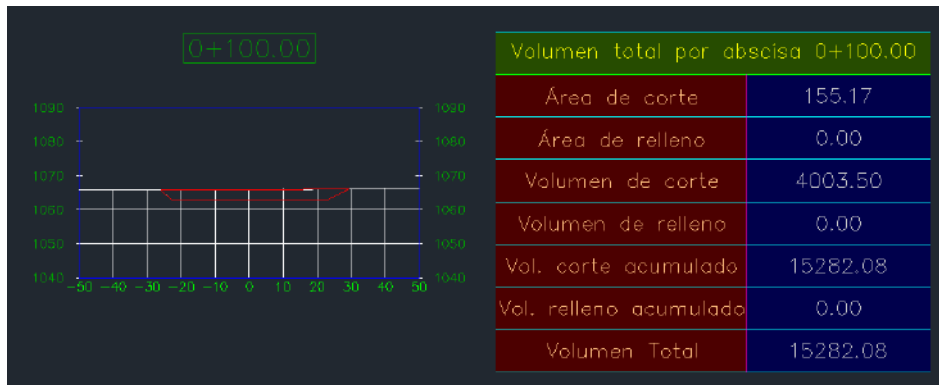 0+100.00
1090 1090
1080 1080
1070 1070
1060 1060
1050 1050
1040 1040
-50 -40 -30 -20 -10 0 10 20 30 40 50
Volumen total por abscisa 0+100.00
Área de corte 155.17
Área de relleno 0.00
Volumen de corte 4003.50
Volumen de relleno 0.00
Vol. corte acumulado 15282.08
Vol. relleno acumulado 0.00
Volumen Total 15282.08